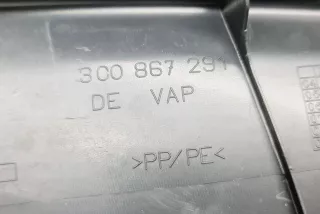 3C0 867 291
DE VAP
>PP/PE<